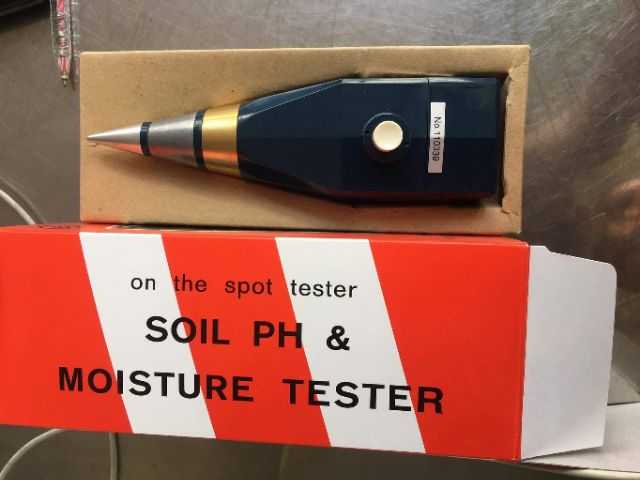 No 110339
on the spot tester
SOIL PH &
MOISTURE TESTER